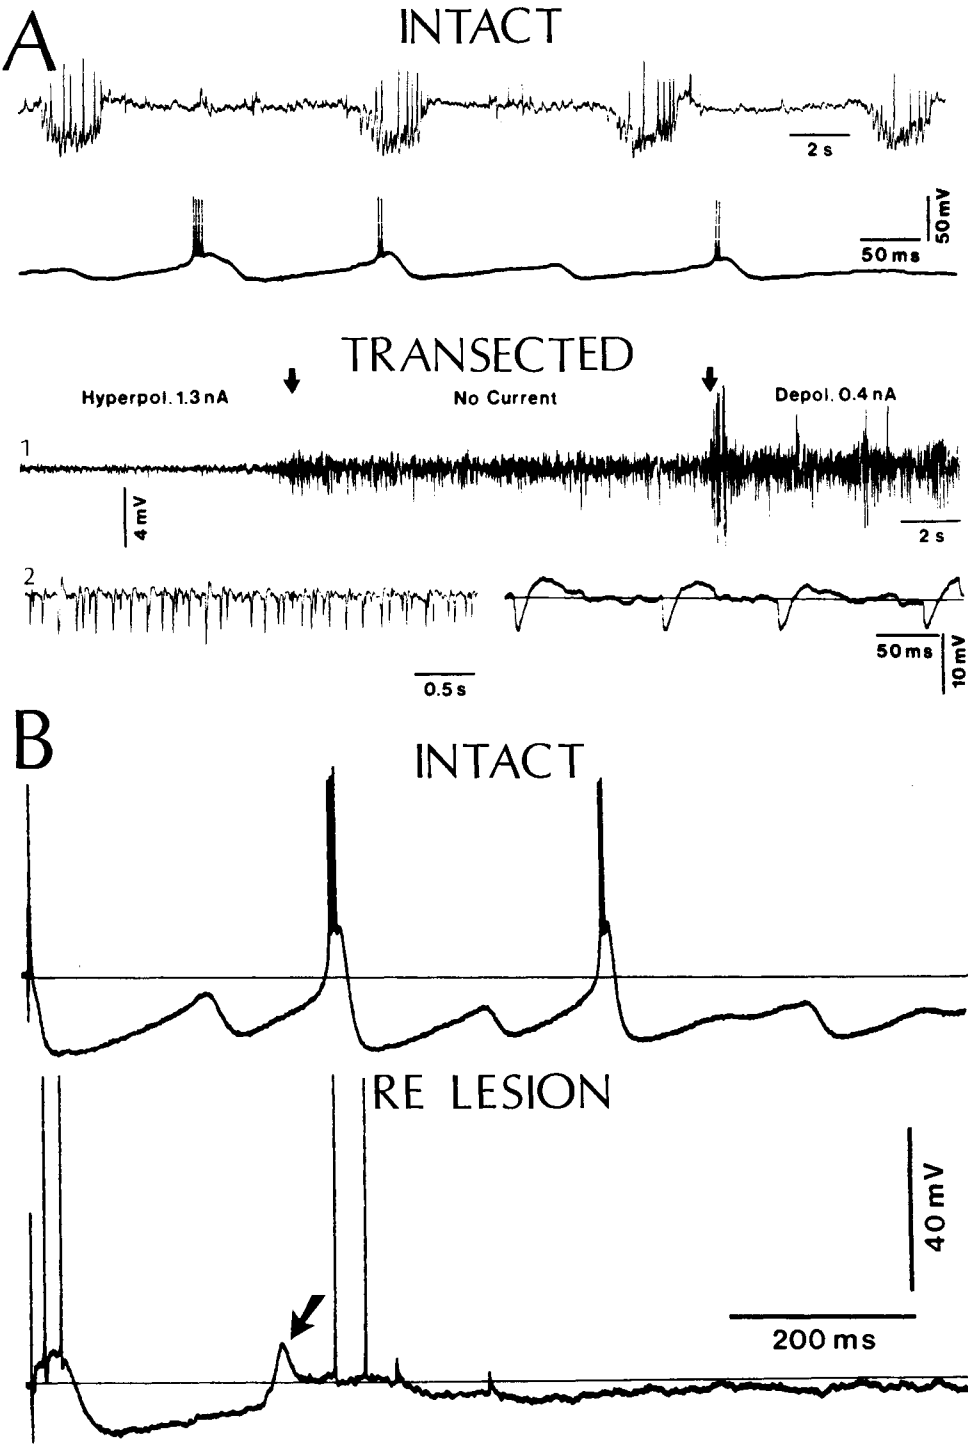 A
INTACT
2 s
50 mV
50 ms
TRANSECTED
Hyperpol. 1.3 nA
No Current
Depol. 0.4 nA
1
4 mV
2 s
2
50 ms
10 mV
0.5 s
B
INTACT
RE LESION
40 mV
200 ms